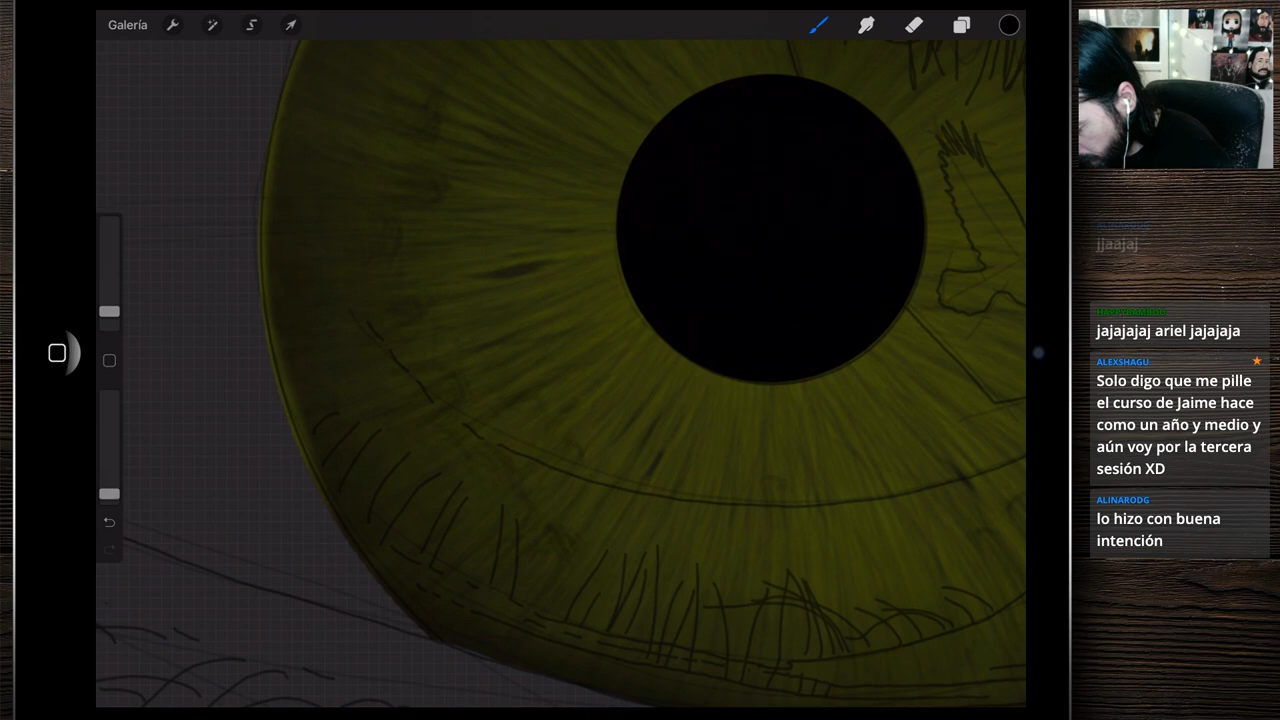 Galería
jjaajaj
jajajajaj ariel jajajaja
ALEXSHAGU
Solo digo que me pille
el curso de Jaime hace
como un año y medio y
aún voy por la tercera
sesión XD
ALINARODG
lo hizo con buena
intención